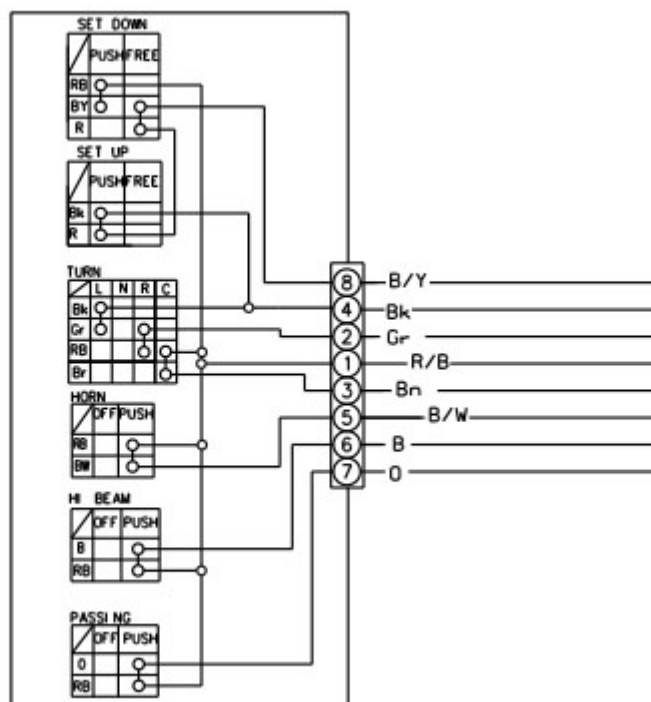 SET DOWN
PUSH FREE
RB
BY
R
SET UP
PUSH FREE
Bk
R
TURN
L N R C
Bk
Gr
RB
Br
HORN
OFF PUSH
RB
BW
HI BEAM
OFF PUSH
B
RB
PASSING
OFF PUSH
O
RB
8 B/Y
4 Bk
2 Gr
1 R/B
3 Bn
5 B/W
6 B
7 O